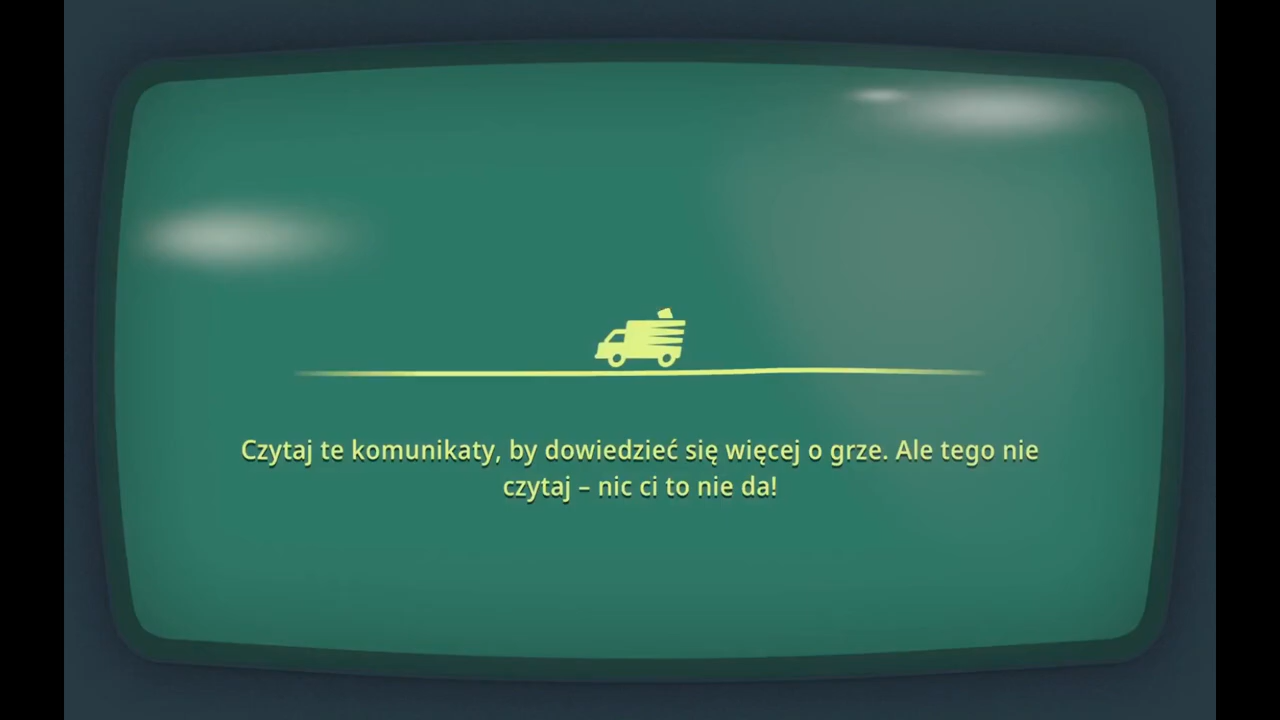 Czytaj te komunikaty, by dowiedzieć się więcej o grze. Ale tego nie
czytaj – nic ci to nie da!